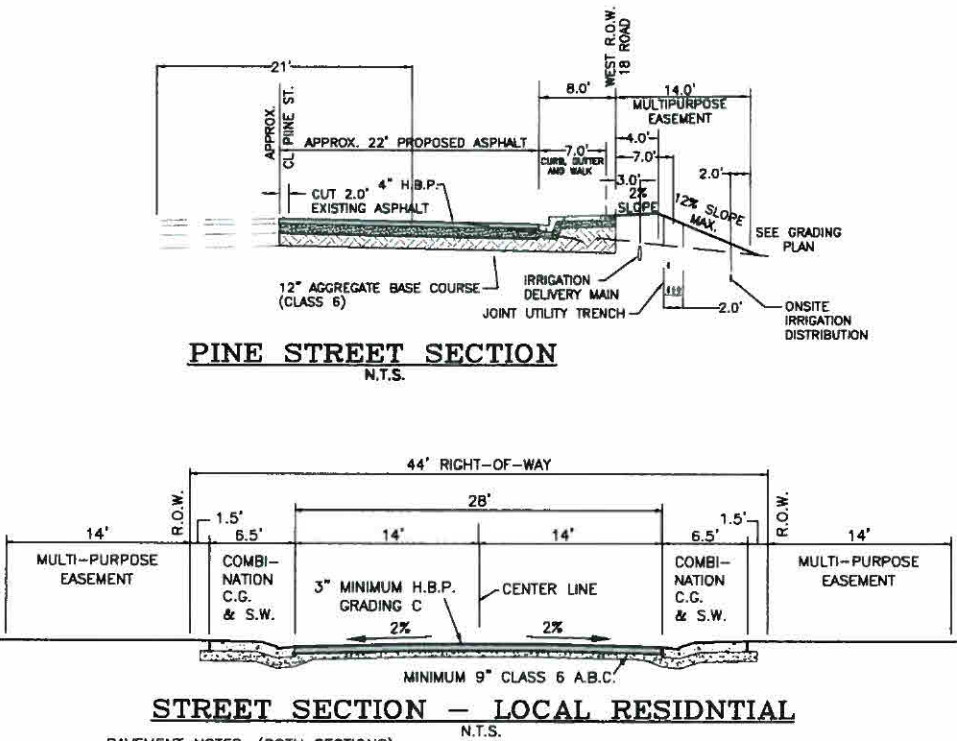 21'
8.0'
WEST R.O.W.
18 ROAD
14.0'
MULTIPURPOSE
EASEMENT
APPROX.
CL PIINE ST.
APPROX. 22' PROPOSED ASPHALT
7.0'
CURB, GUTTER
AND WALK
4.0'
7.0'
3.0'
2%
SLOPE
2.0'
12% SLOPE
MAX.
CUT 2.0'
EXISTING ASPHALT
4" H.B.P.
SEE GRADING
PLAN
12" AGGREGATE BASE COURSE
(CLASS 6)
IRRIGATION
DELIVERY MAIN
JOINT UTILITY TRENCH
2.0'
ONSITE
IRRIGATION
DISTRIBUTION
PINE STREET SECTION
N.T.S.
44' RIGHT-OF-WAY
R.O.W.
R.O.W.
28'
14'
1.5'
6.5'
14'
14'
6.5'
1.5'
14'
MULTI-PURPOSE
EASEMENT
COMBI-
NATION
C.G.
& S.W.
3" MINIMUM H.B.P.
GRADING C
CENTER LINE
COMBI-
NATION
C.G.
& S.W.
MULTI-PURPOSE
EASEMENT
2%
2%
MINIMUM 9" CLASS 6 A.B.C.
STREET SECTION - LOCAL RESIDNTIAL
N.T.S.
PAVEMENT NOTES (BOTH SECTIONS)